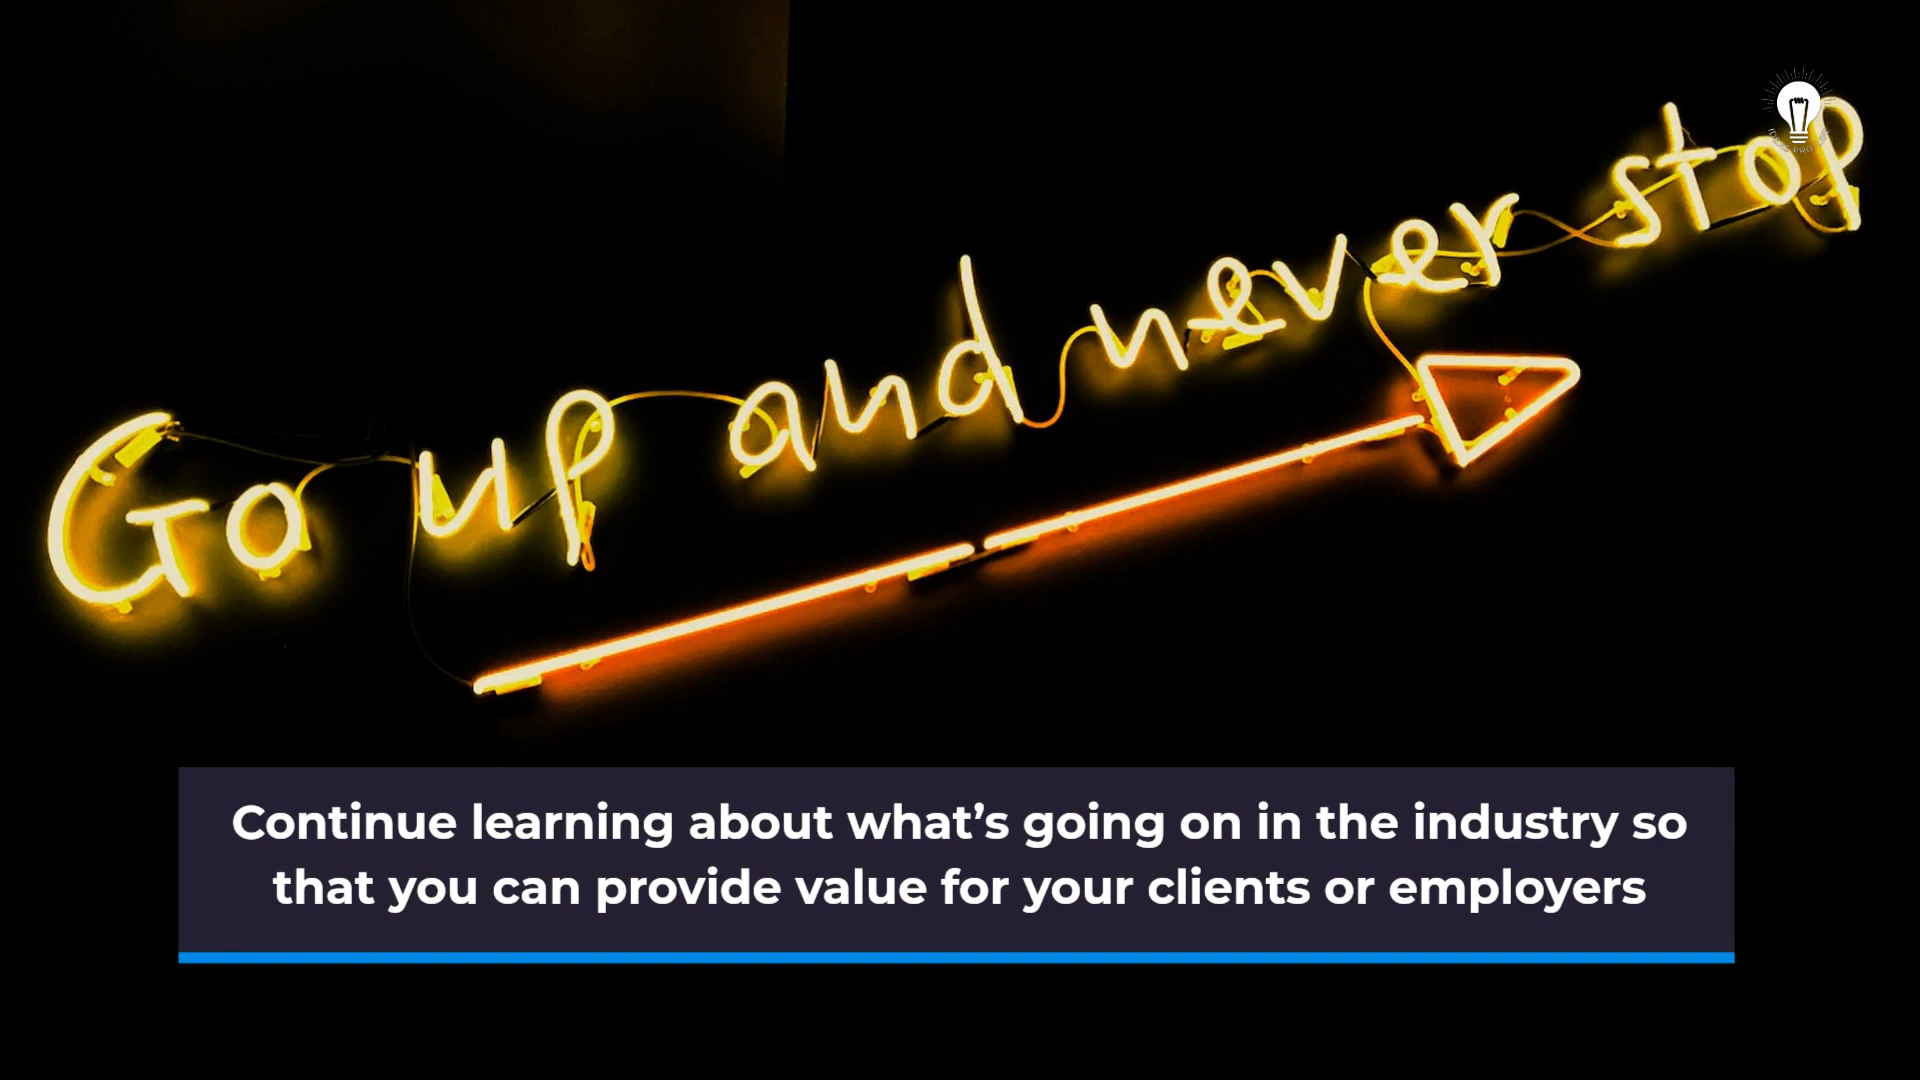 Go up and never stop
Continue learning about what’s going on in the industry so
that you can provide value for your clients or employers